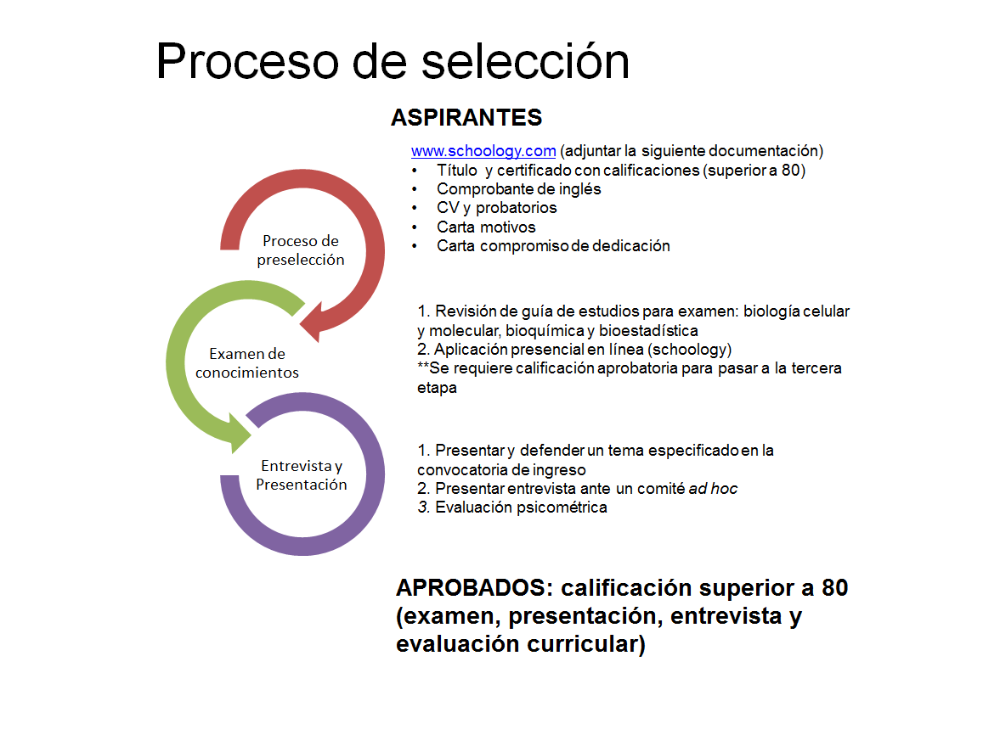 Proceso de selección
ASPIRANTES
www.schoology.com (adjuntar la siguiente documentación)
• Título y certificado con calificaciones (superior a 80)
• Comprobante de inglés
• CV y probatorios
• Carta motivos
• Carta compromiso de dedicación
Proceso de
preselección
1. Revisión de guía de estudios para examen: biología celular
y molecular, bioquímica y bioestadística
2. Aplicación presencial en línea (schoology)
**Se requiere calificación aprobatoria para pasar a la tercera
etapa
Examen de
conocimientos
1. Presentar y defender un tema especificado en la
convocatoria de ingreso
2. Presentar entrevista ante un comité ad hoc
3. Evaluación psicométrica
Entrevista y
Presentación
APROBADOS: calificación superior a 80
(examen, presentación, entrevista y
evaluación curricular)